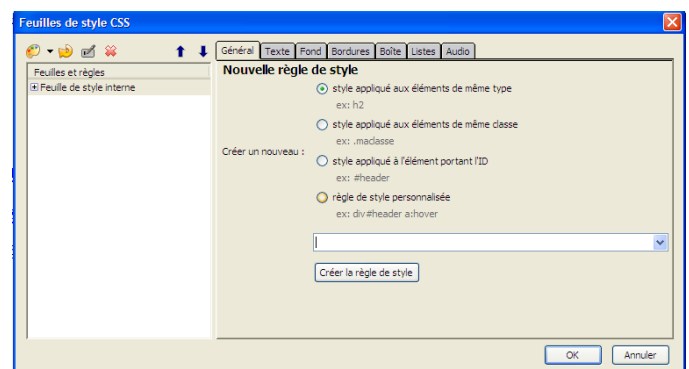 Feuilles de style CSS
Général Texte Fond Bordures Boîte Listes Audio
Feuilles et règles
Feuille de style interne
Nouvelle règle de style
Créer un nouveau :
style appliqué aux éléments de même type
ex: h2
style appliqué aux éléments de même classe
ex: .maclasse
style appliqué à l'élément portant l'ID
ex: #header
règle de style personnalisée
ex: div#header a:hover
Créer la règle de style
OK Annuler